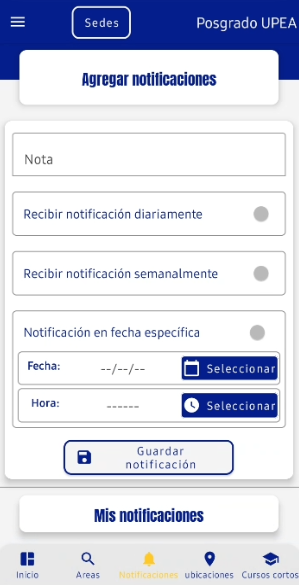 Sedes
Posgrado UPEA
Agregar notificaciones
Nota
Recibir notificación diariamente
Recibir notificación semanalmente
Notificación en fecha específica
Fecha:
--/--/--
Seleccionar
Hora:
------
Seleccionar
Guardar
notificación
Mis notificaciones
Inicio
Areas
Notificaciones
ubicaciones
Cursos cortos